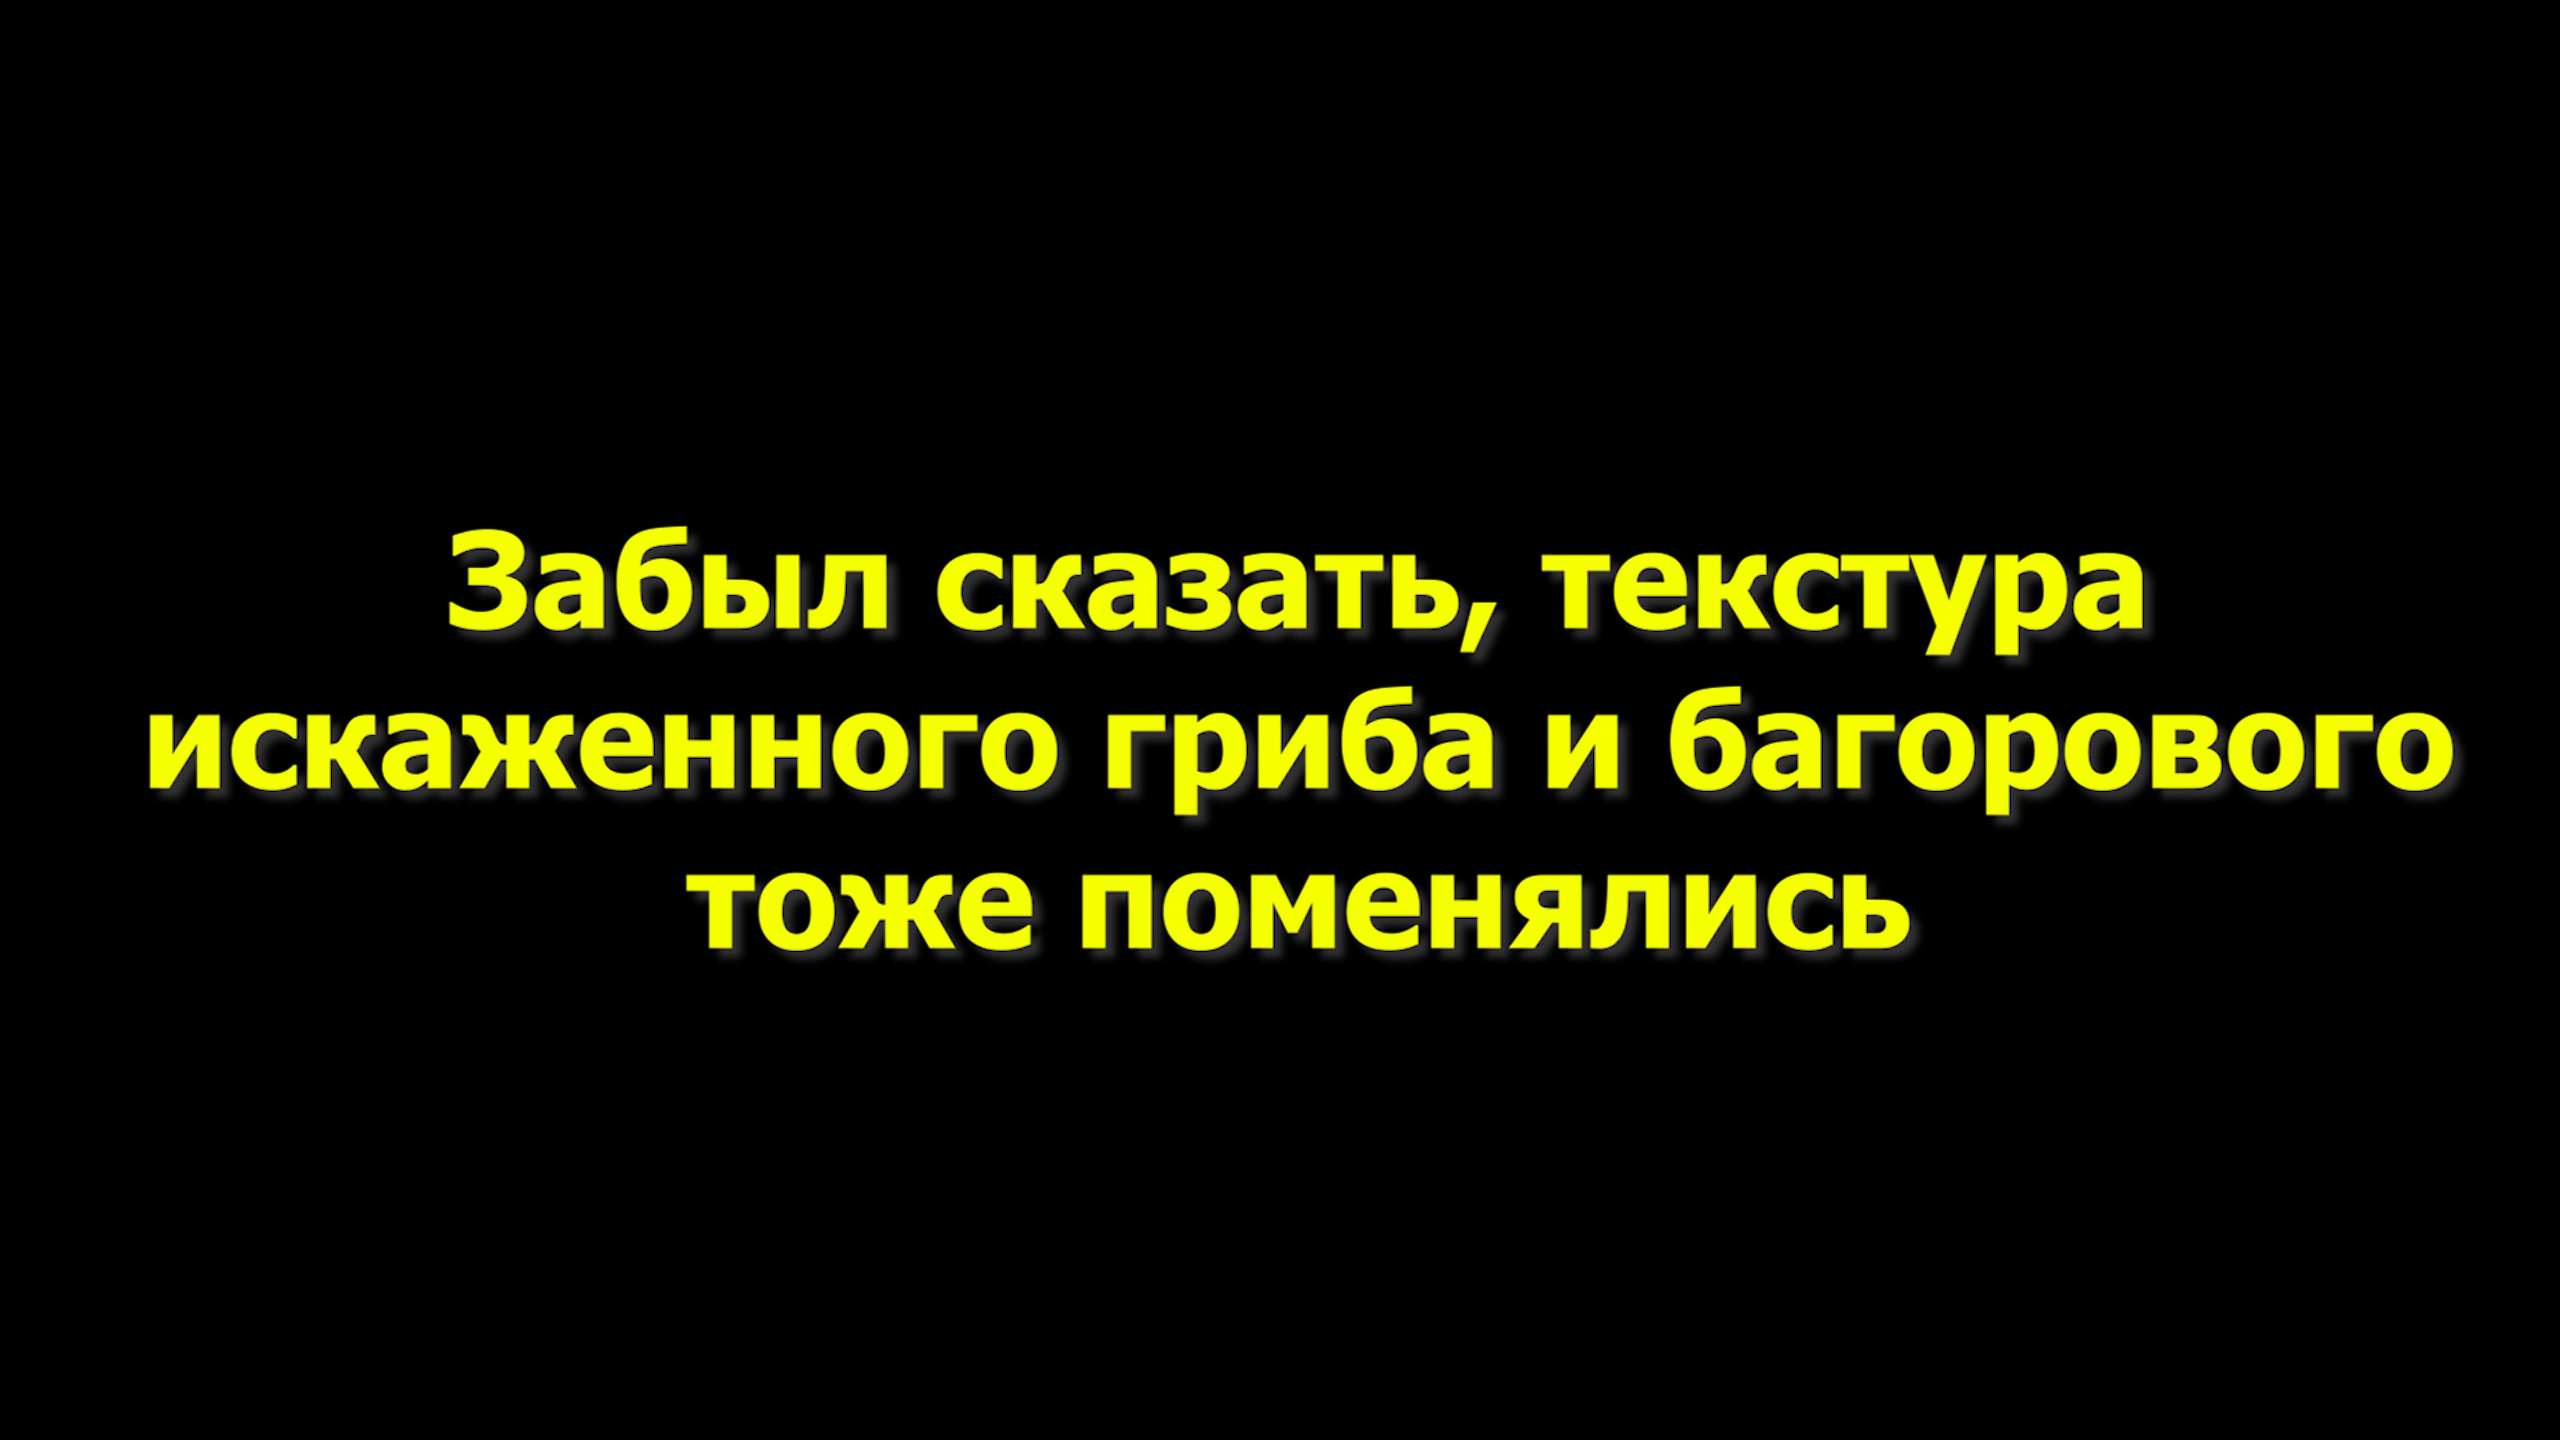 Забыл сказать, текстура
искаженного гриба и багорового
тоже поменялись